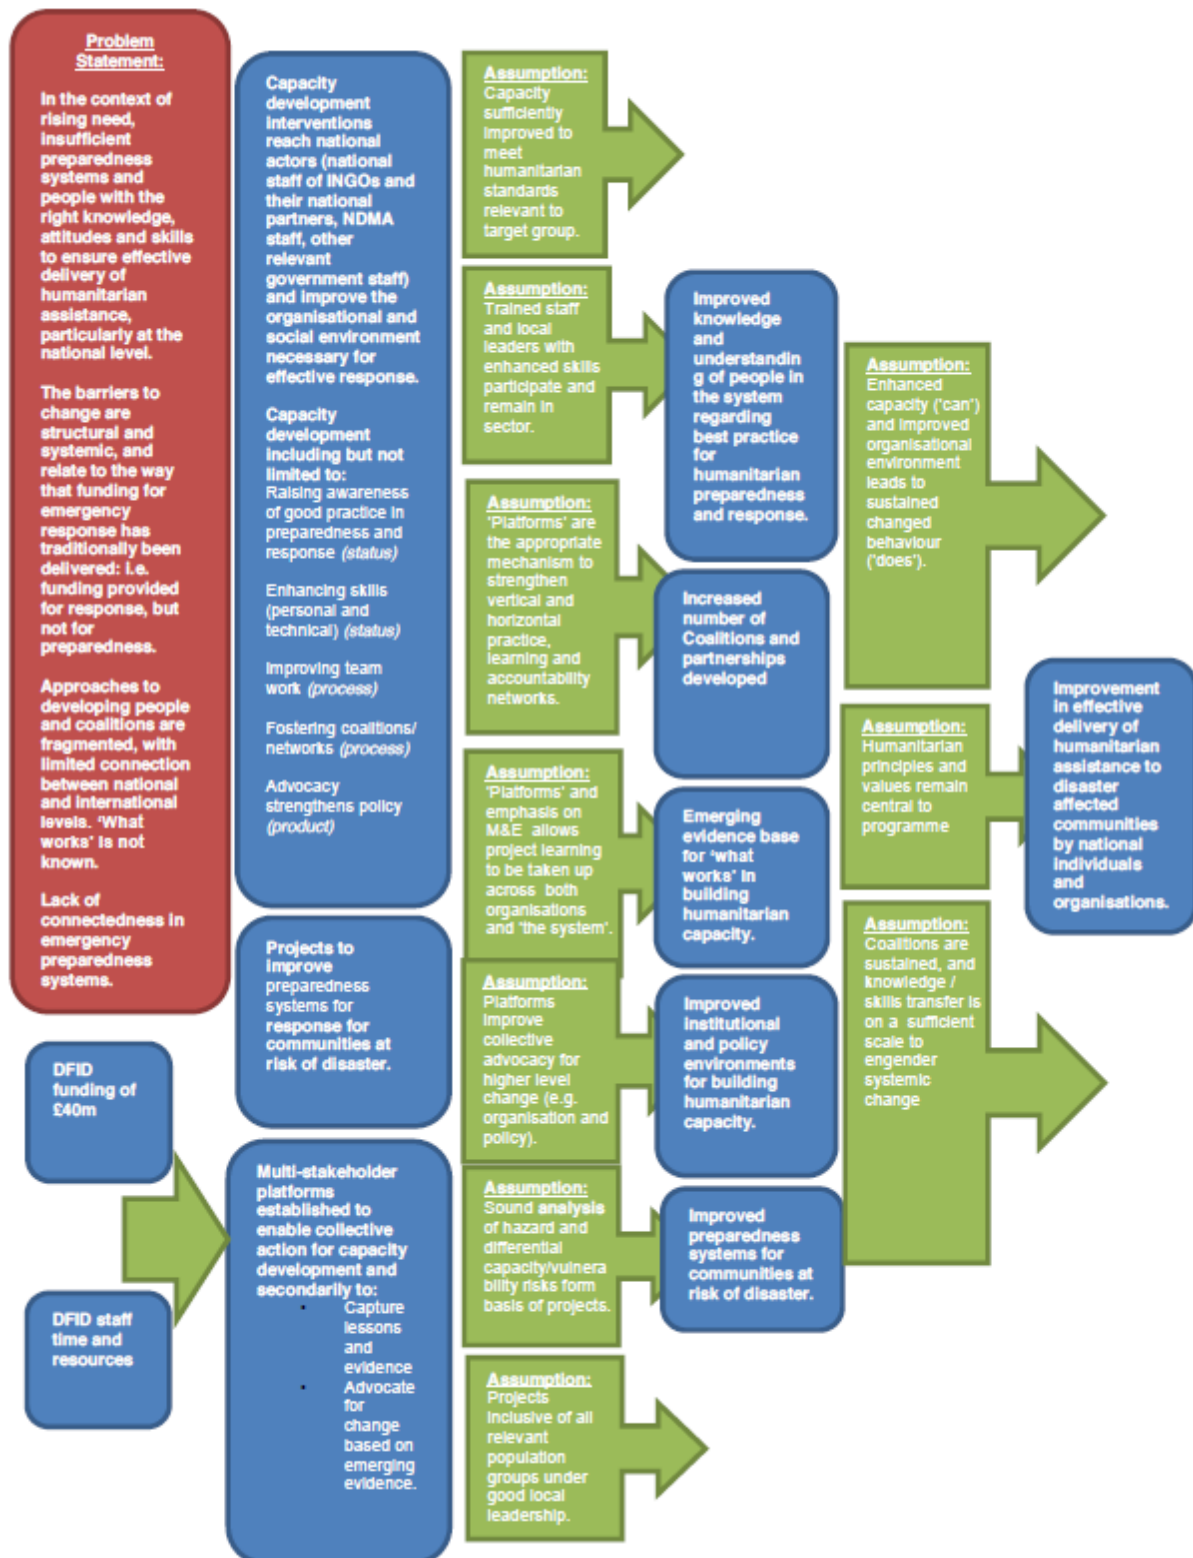 Problem
Statement:
In the context of
rising need,
insufficient
preparedness
systems and
people with the
right knowledge,
attitudes and skills
to ensure effective
delivery of
humanitarian
assistance,
particularly at the
national level.
The barriers to
change are
structural and
systemic, and
relate to the way
that funding for
emergency
response has
traditionally been
delivered: i.e.
funding provided
for response, but
not for
preparedness.
Approaches to
developing people
and coalitions are
fragmented, with
limited connection
between national
and international
levels. 'What
works' is not
known.
Lack of
connectedness in
emergency
preparedness
systems.
DFID
funding of
£40m
DFID staff
time and
resources
Capacity
development
interventions
reach national
actors (national
staff of INGOs and
their national
partners, NDMA
staff, other
relevant
government staff)
and improve the
organisational and
social environment
necessary for
effective response.
Capacity
development
including but not
limited to:
Raising awareness
of good practice in
preparedness and
response (status)
Enhancing skills
(personal and
technical) (status)
Improving team
work (process)
Fostering coalitions/
networks (process)
Advocacy
strengthens policy
(product)
Projects to
improve
preparedness
systems for
response for
communities at
risk of disaster.
Multi-stakeholder
platforms
established to
enable collective
action for capacity
development and
secondarily to:
• Capture
lessons
and
evidence
• Advocate
for
change
based on
emerging
evidence.
Assumption:
Capacity
sufficiently
improved to
meet
humanitarian
standards
relevant to
target group.
Assumption:
Trained staff
and local
leaders with
enhanced skills
participate and
remain in
sector.
Assumption:
'Platforms' are
the appropriate
mechanism to
strengthen
vertical and
horizontal
practice,
learning and
accountability
networks.
Assumption:
'Platforms' and
emphasis on
M&E allows
project learning
to be taken up
across both
organisations
and 'the system'.
Assumption:
Platforms
improve
collective
advocacy for
higher level
change (e.g.
organisation and
policy).
Assumption:
Sound analysis
of hazard and
differential
capacity/vulnera
bility risks form
basis of projects.
Assumption:
Projects
inclusive of all
relevant
population
groups under
good local
leadership.
Improved
knowledge
and
understandin
g of people in
the system
regarding
best practice
for
humanitarian
preparedness
and response.
Increased
number of
Coalitions and
partnerships
developed
Emerging
evidence base
for 'what
works' in
building
humanitarian
capacity.
Improved
institutional
and policy
environments
for building
humanitarian
capacity.
Improved
preparedness
systems for
communities at
risk of disaster.
Assumption:
Enhanced
capacity ('can')
and improved
organisational
environment
leads to
sustained
changed
behaviour
('does').
Assumption:
Humanitarian
principles and
values remain
central to
programme
Assumption:
Coalitions are
sustained, and
knowledge /
skills transfer is
on a sufficient
scale to
engender
systemic
change
Improvement
in effective
delivery of
humanitarian
assistance to
disaster
affected
communities
by national
individuals
and
organisations.